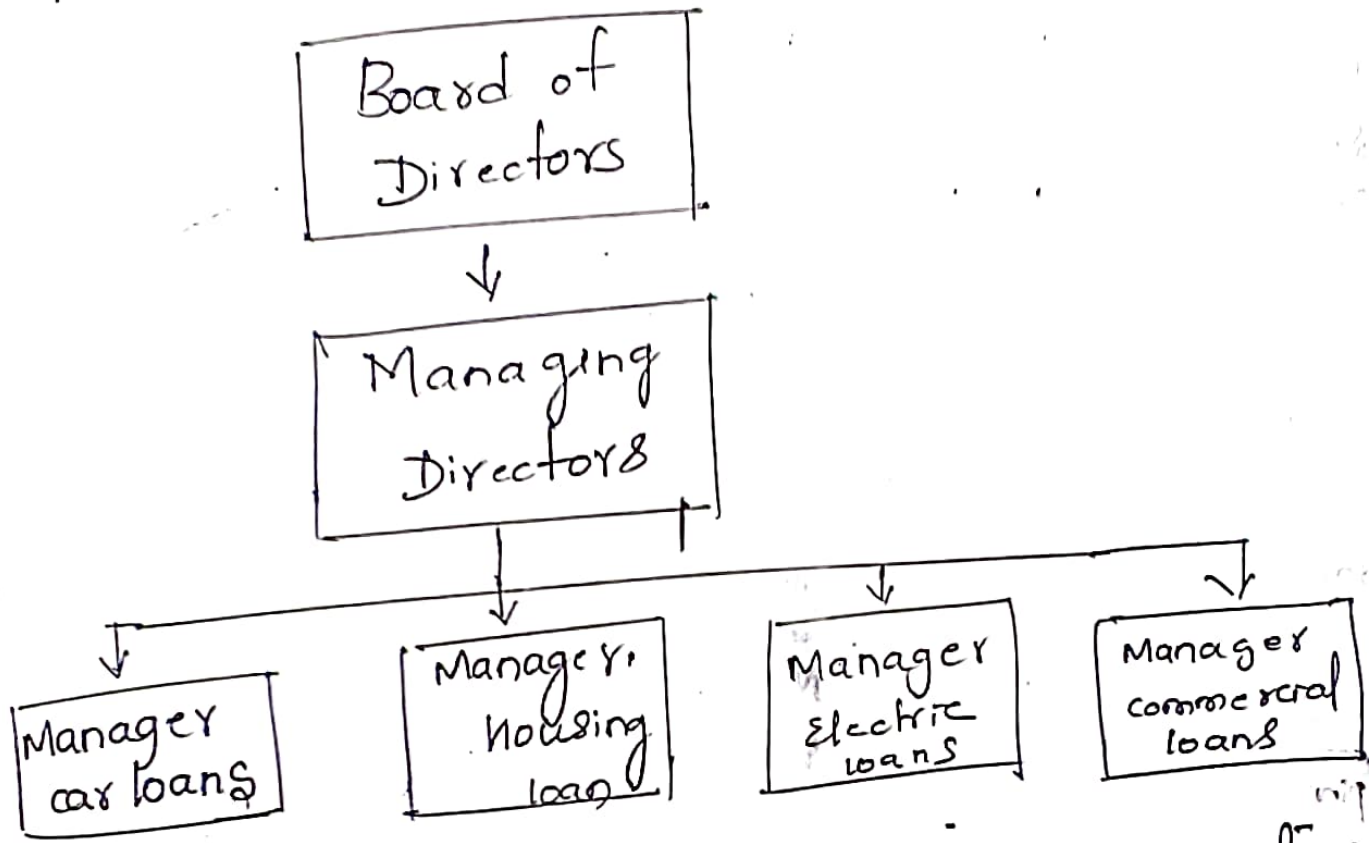 Board of
Directors
Managing
Directors
Manager
car loans
Manager
housing
loan
Manager
Electric
loans
Manager
commercial
loans